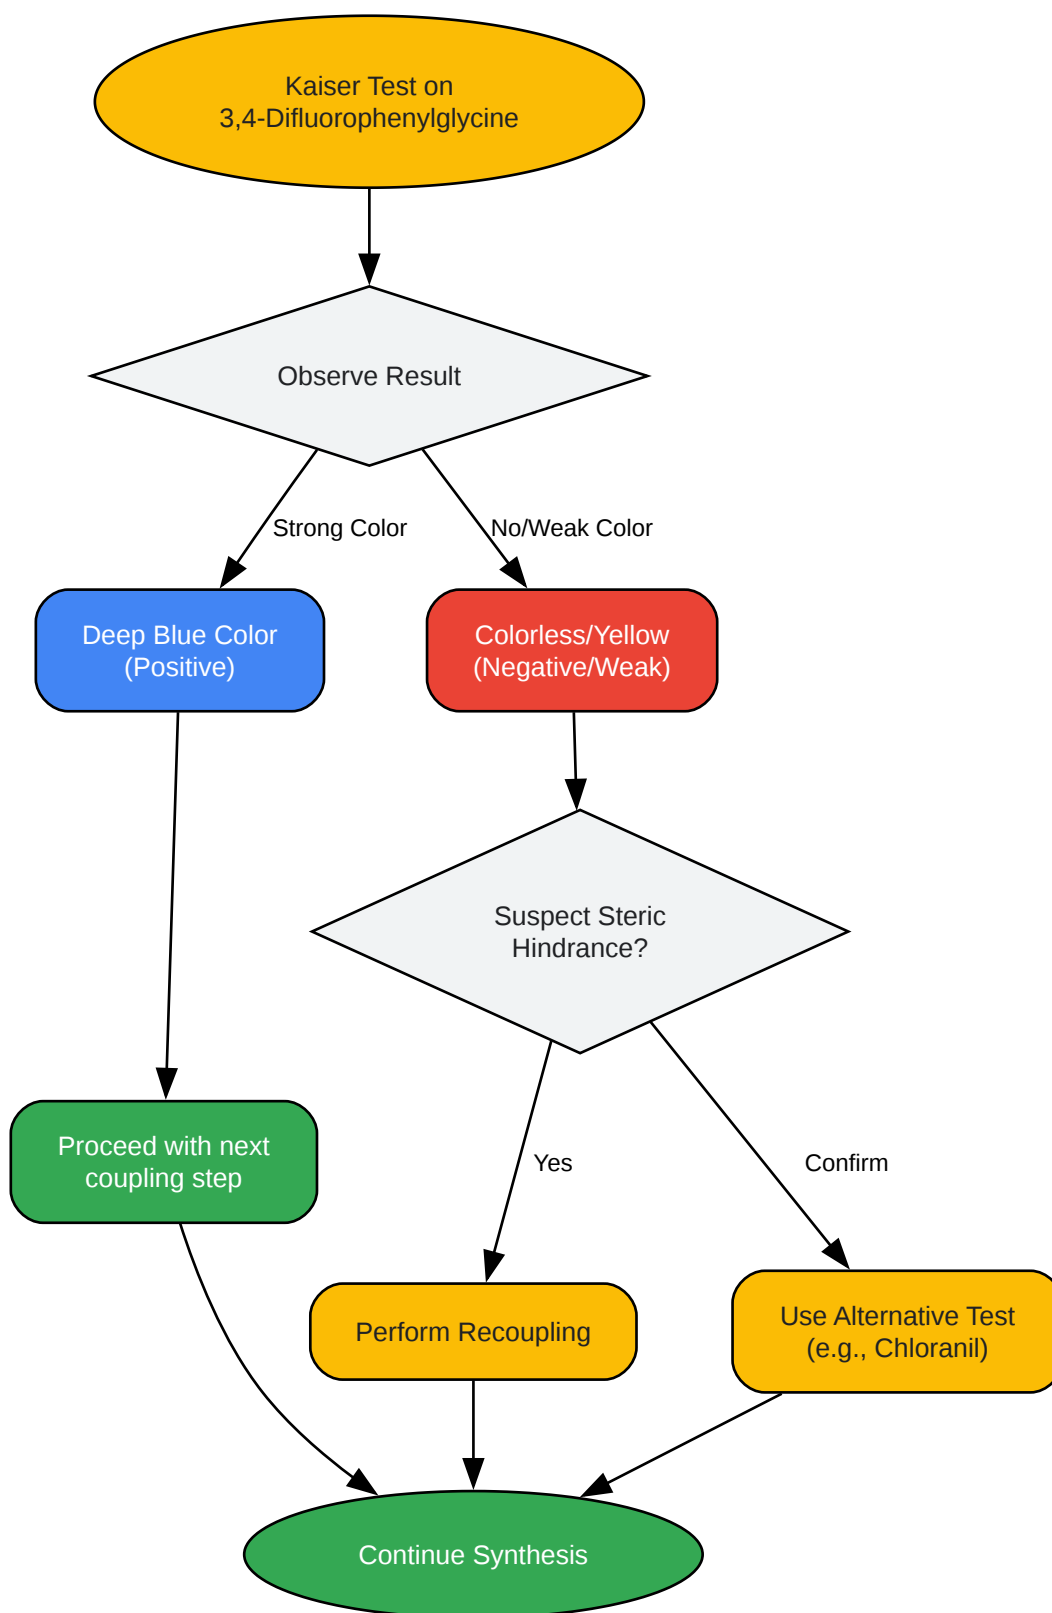 Kaiser Test on
3,4-Difluorophenylglycine
Observe Result
Strong Color
No/Weak Color
Deep Blue Color
(Positive)
Colorless/Yellow
(Negative/Weak)
Suspect Steric
Hindrance?
Proceed with next
coupling step
Yes
Confirm
Perform Recoupling
Use Alternative Test
(e.g., Chloranil)
Continue Synthesis